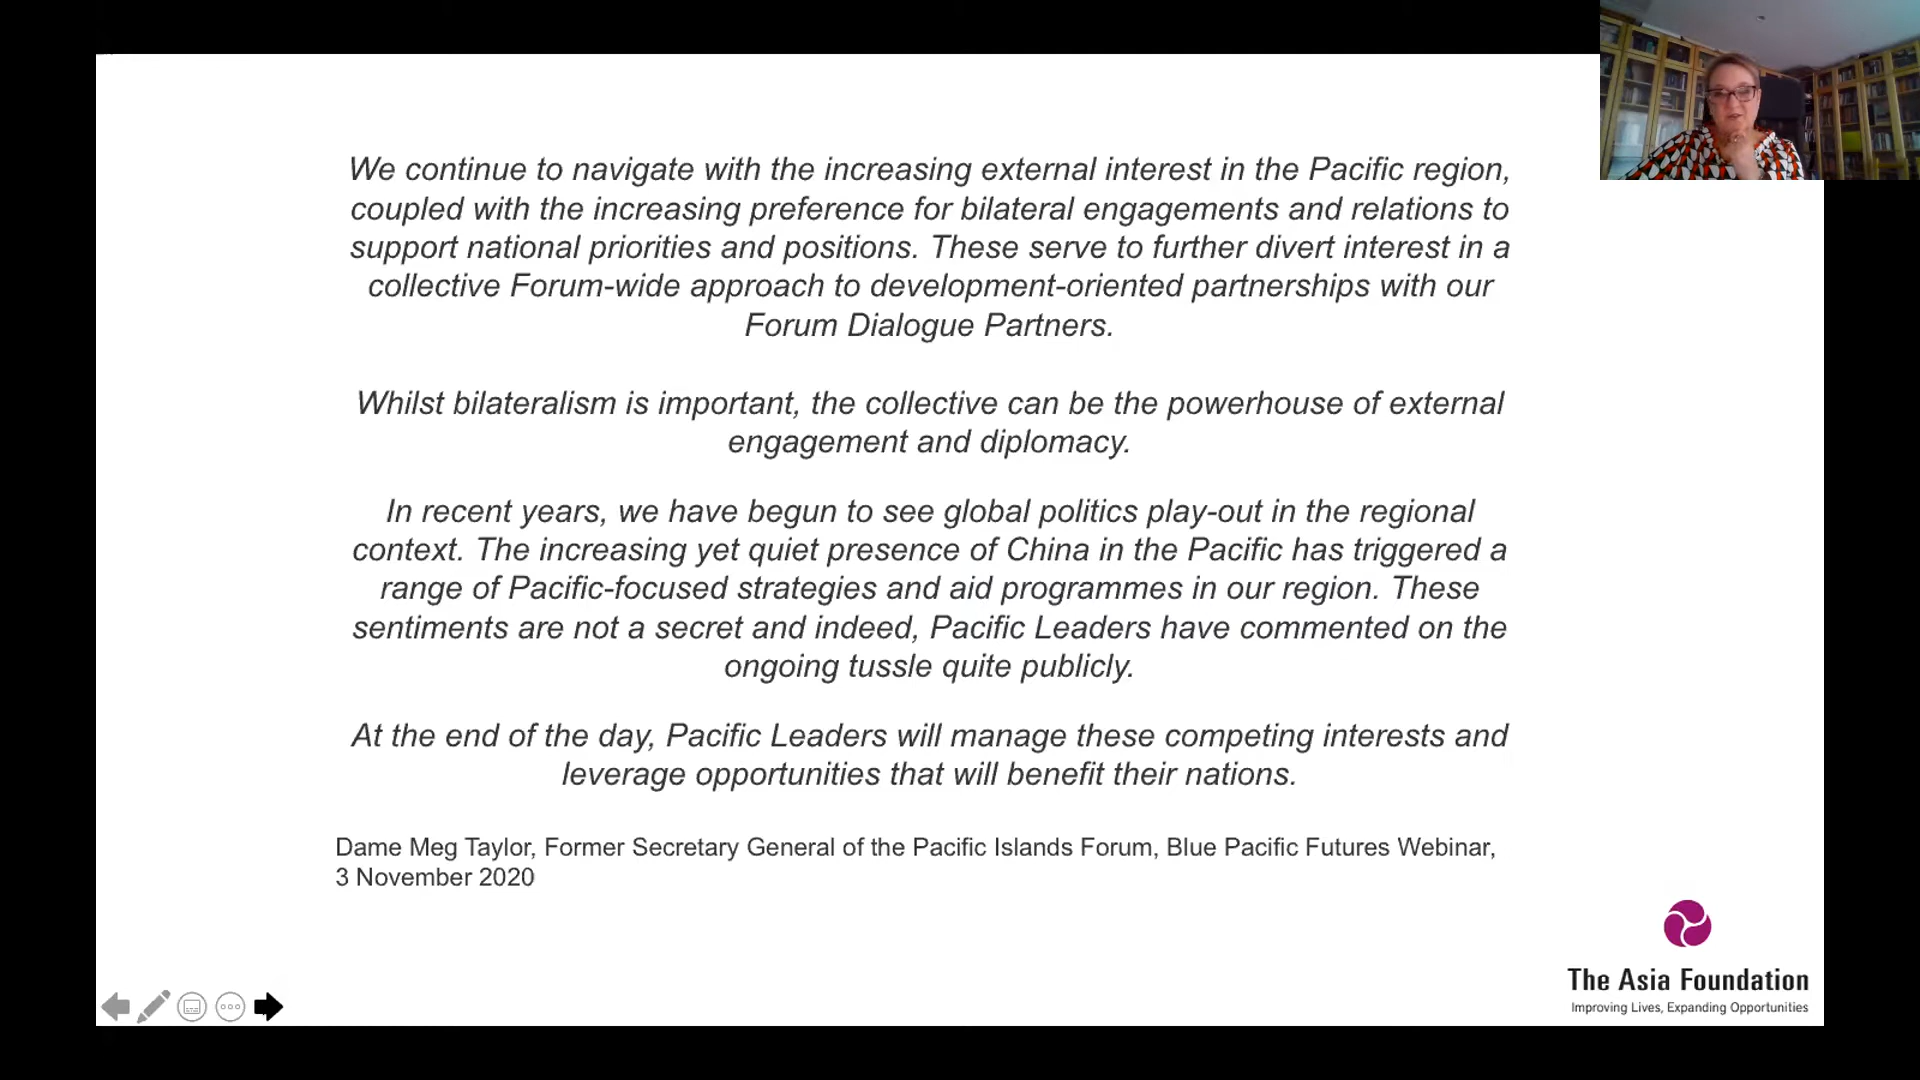 We continue to navigate with the increasing external interest in the Pacific region,
coupled with the increasing preference for bilateral engagements and relations to
support national priorities and positions. These serve to further divert interest in a
collective Forum-wide approach to development-oriented partnerships with our
Forum Dialogue Partners.
Whilst bilateralism is important, the collective can be the powerhouse of external
engagement and diplomacy.
In recent years, we have begun to see global politics play-out in the regional
context. The increasing yet quiet presence of China in the Pacific has triggered a
range of Pacific-focused strategies and aid programmes in our region. These
sentiments are not a secret and indeed, Pacific Leaders have commented on the
ongoing tussle quite publicly.
At the end of the day, Pacific Leaders will manage these competing interests and
leverage opportunities that will benefit their nations.
Dame Meg Taylor, Former Secretary General of the Pacific Islands Forum, Blue Pacific Futures Webinar,
3 November 2020
The Asia Foundation
Improving Lives, Expanding Opportunities